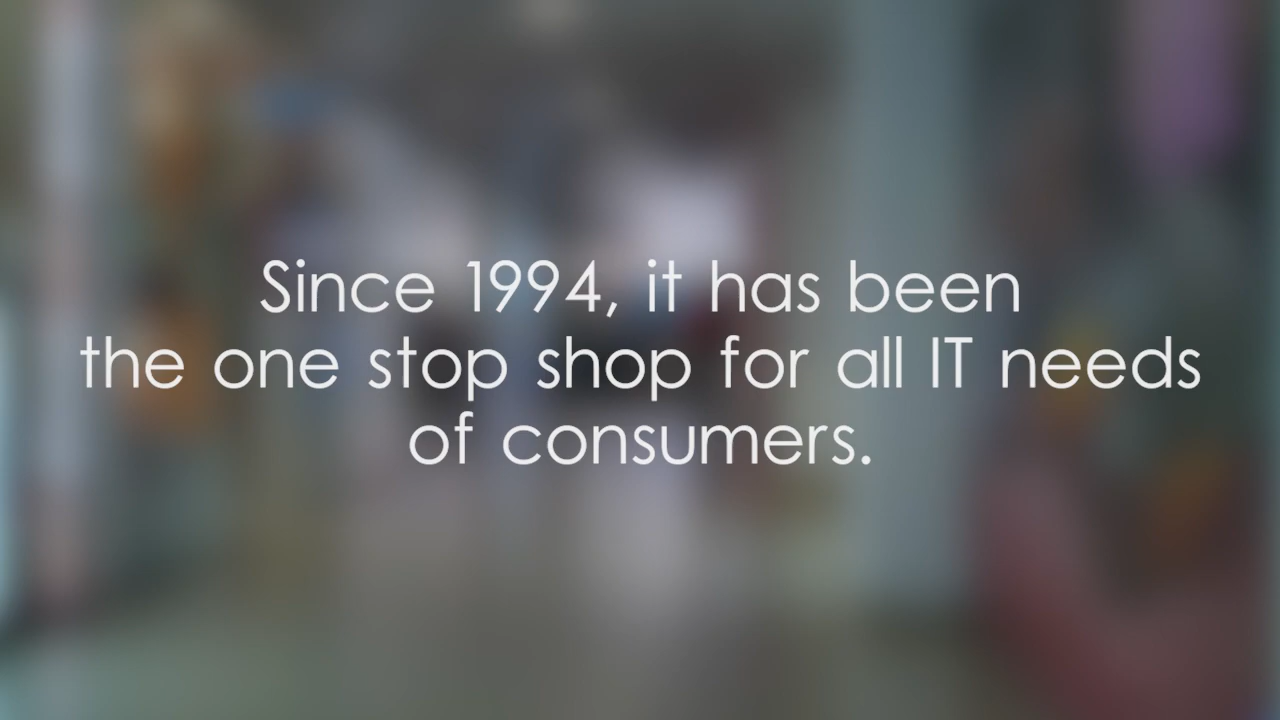 Since 1994, it has been
the one stop shop for all IT needs
of consumers.